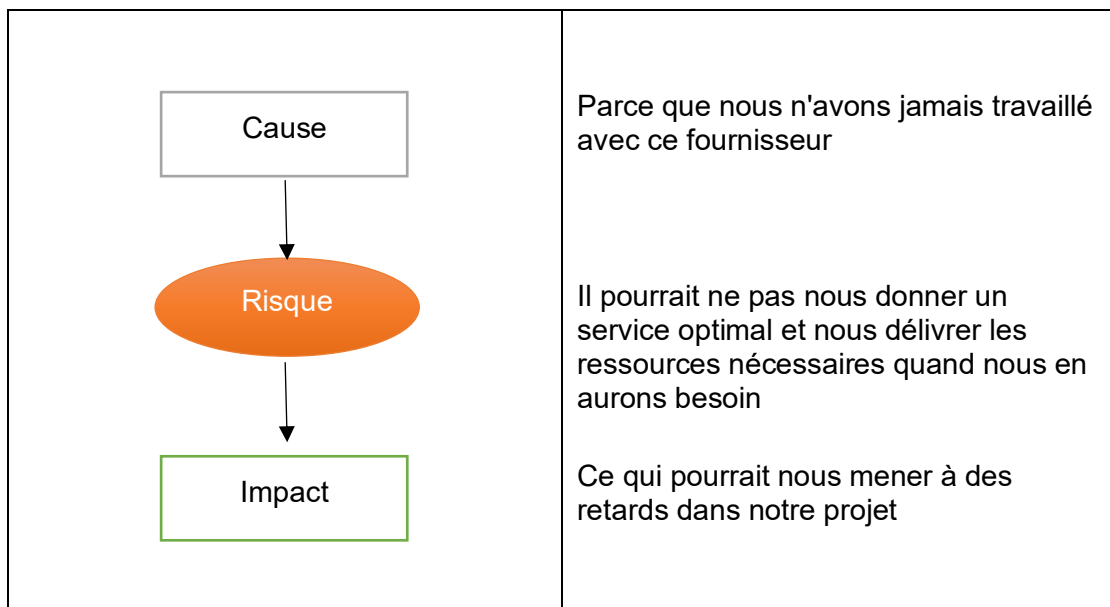 Cause
Parce que nous n'avons jamais travaillé
avec ce fournisseur
Risque
Il pourrait ne pas nous donner un
service optimal et nous délivrer les
ressources nécessaires quand nous en
aurons besoin
Impact
Ce qui pourrait nous mener à des
retards dans notre projet